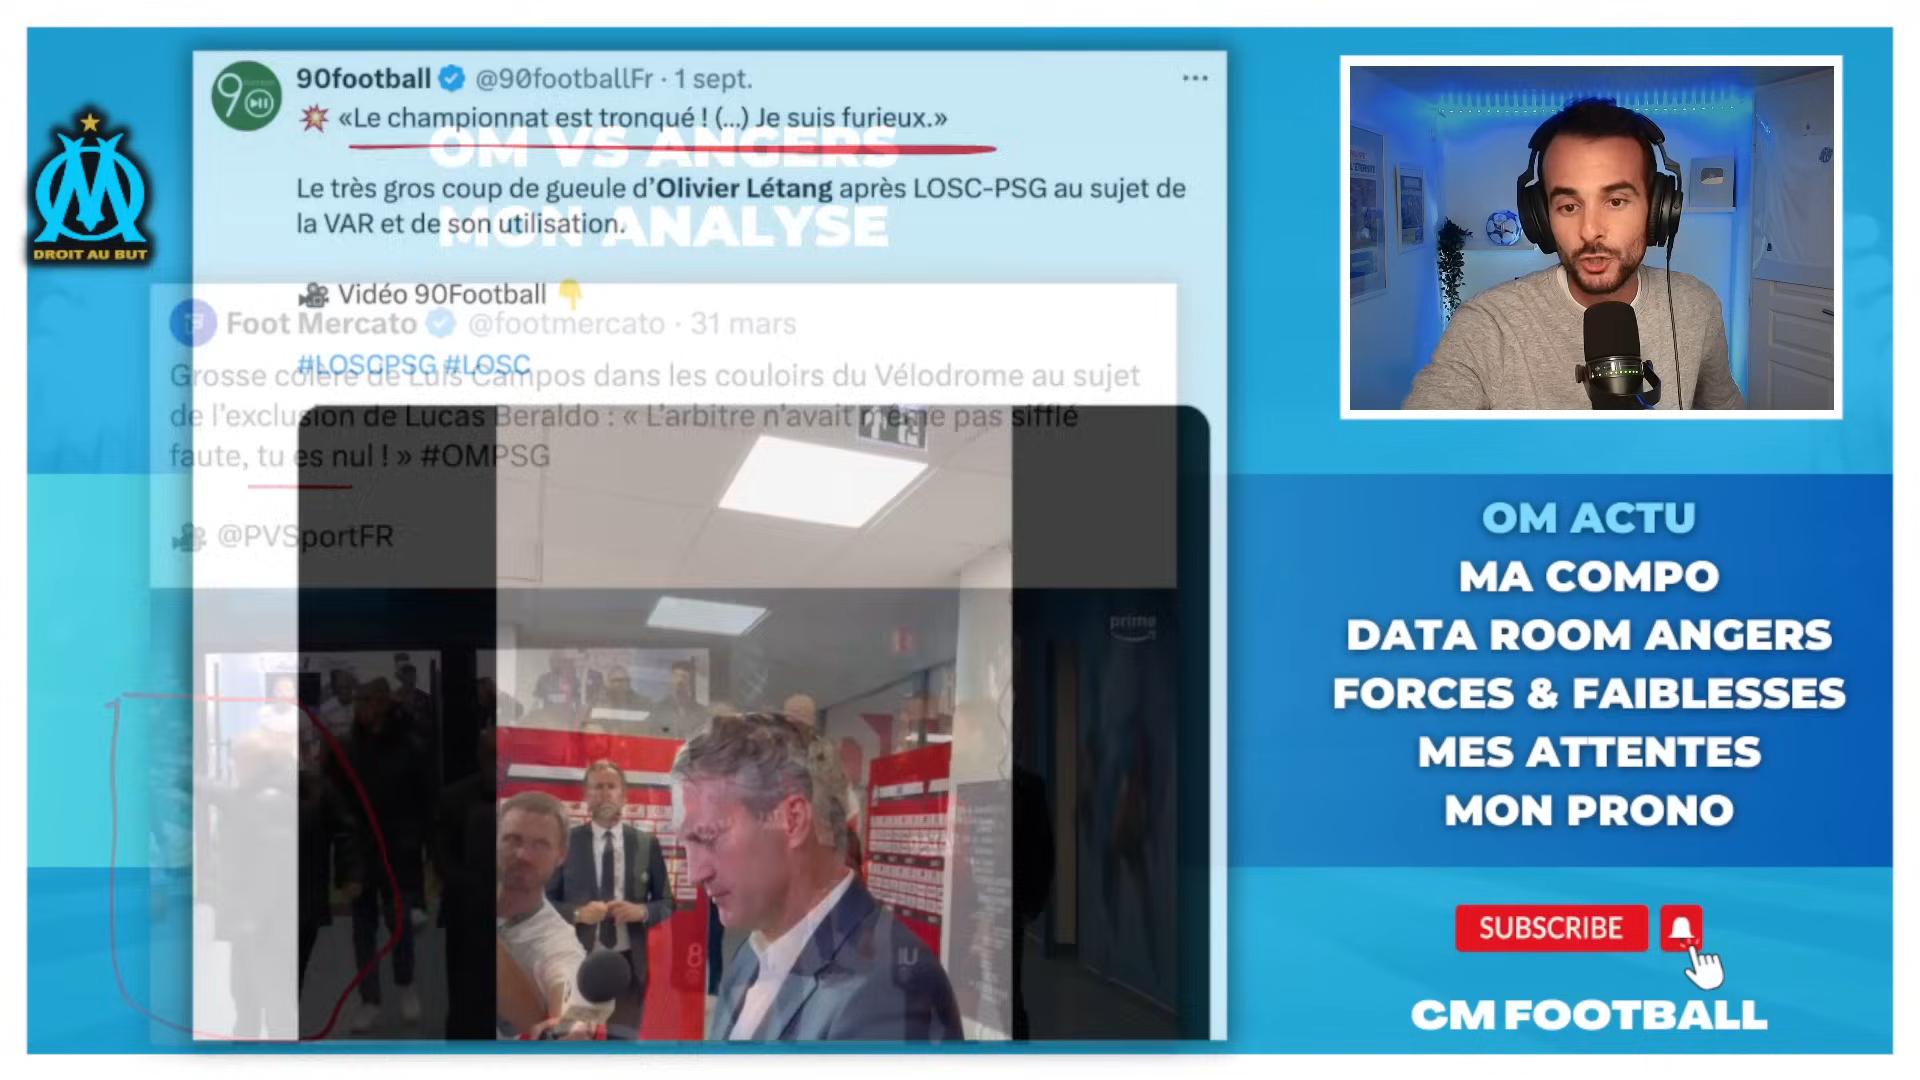 90football @90footballFr · 1 sept.
«Le championnat est tronqué ! (...) Je suis furieux.»
OM VS ANGERS
Le très gros coup de gueule d’Olivier Létang après LOSC-PSG au sujet de
la VAR et de son utilisation.
MON ANALYSE
Vidéo 90Football
Foot Mercato @footmercato · 31 mars
#LOSCPSG #LOSC
Grosse colère de Luis Campos dans les couloirs du Vélodrome au sujet
de l’exclusion de Lucas Beraldo : « L’arbitre n’avait même pas sifflé
faute, tu es nul ! » #OMPSG
@PVSportFR
prime
DROIT AU BUT
OM ACTU
MA COMPO
DATA ROOM ANGERS
FORCES & FAIBLESSES
MES ATTENTES
MON PRONO
SUBSCRIBE
CM FOOTBALL